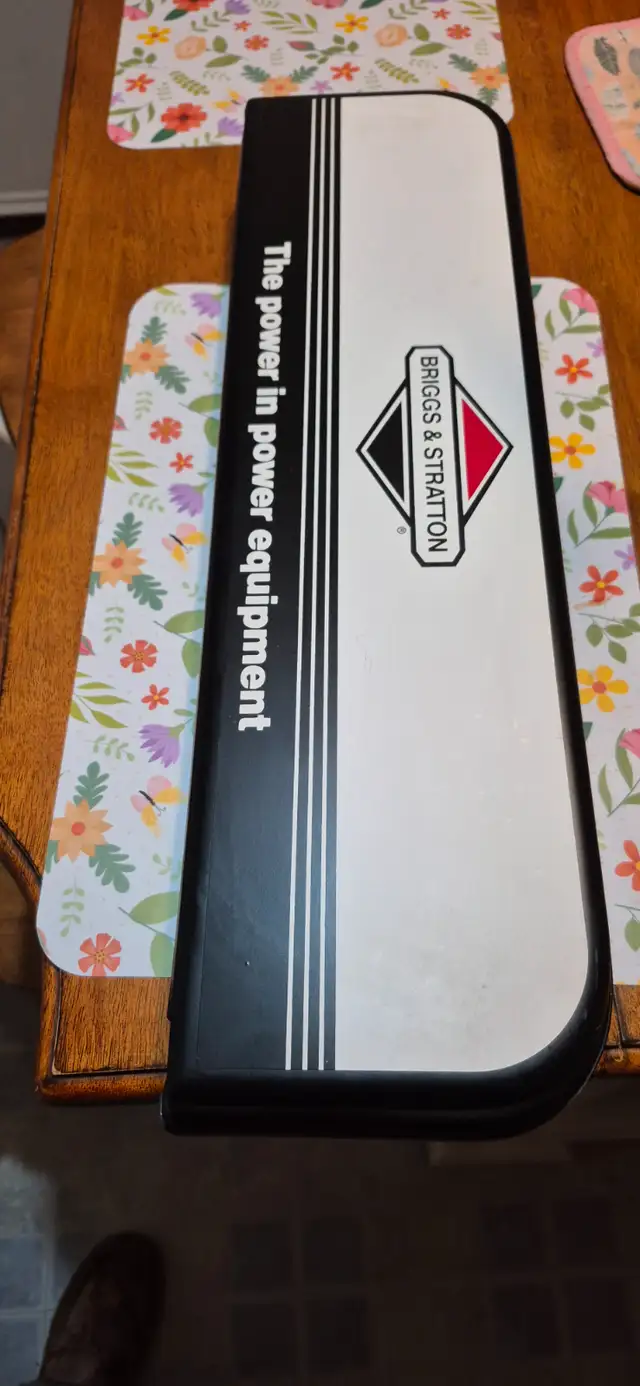 BRIGGS & STRATTON
®
The power in power equipment